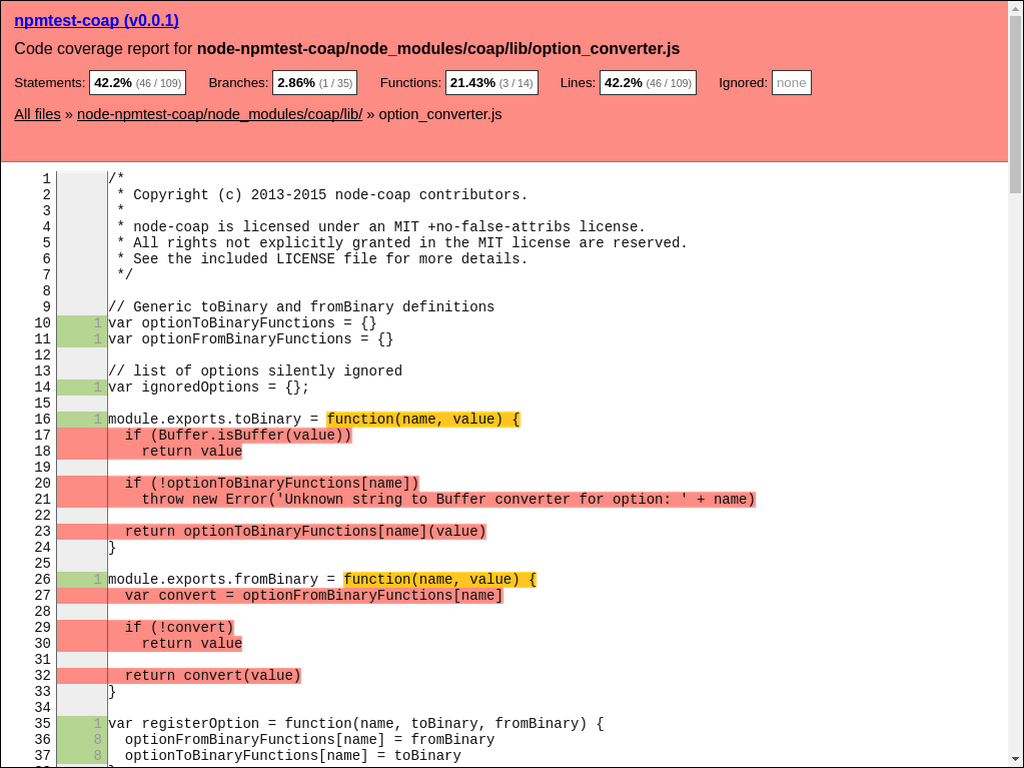 npmtest-coap (v0.0.1)
Code coverage report for node-npmtest-coap/node_modules/coap/lib/option_converter.js
Statements: 42.2% (46 / 109) Branches: 2.86% (1 / 35) Functions: 21.43% (3 / 14) Lines: 42.2% (46 / 109) Ignored: none
All files » node-npmtest-coap/node_modules/coap/lib/ » option_converter.js
1 /*
2 * Copyright (c) 2013-2015 node-coap contributors.
3 *
4 * node-coap is licensed under an MIT +no-false-attribs license.
5 * All rights not explicitly granted in the MIT license are reserved.
6 * See the included LICENSE file for more details.
7 */
8
9 // Generic toBinary and fromBinary definitions
10 1 var optionToBinaryFunctions = {}
11 1 var optionFromBinaryFunctions = {}
12
13 // list of options silently ignored
14 1 var ignoredOptions = {};
15
16 1 module.exports.toBinary = function(name, value) {
17 if (Buffer.isBuffer(value))
18 return value
19
20 if (!optionToBinaryFunctions[name])
21 throw new Error('Unknown string to Buffer converter for option: ' + name)
22
23 return optionToBinaryFunctions[name](value)
24 }
25
26 1 module.exports.fromBinary = function(name, value) {
27 var convert = optionFromBinaryFunctions[name]
28
29 if (!convert)
30 return value
31
32 return convert(value)
33 }
34
35 1 var registerOption = function(name, toBinary, fromBinary) {
36 8 optionFromBinaryFunctions[name] = fromBinary
37 8 optionToBinaryFunctions[name] = toBinary